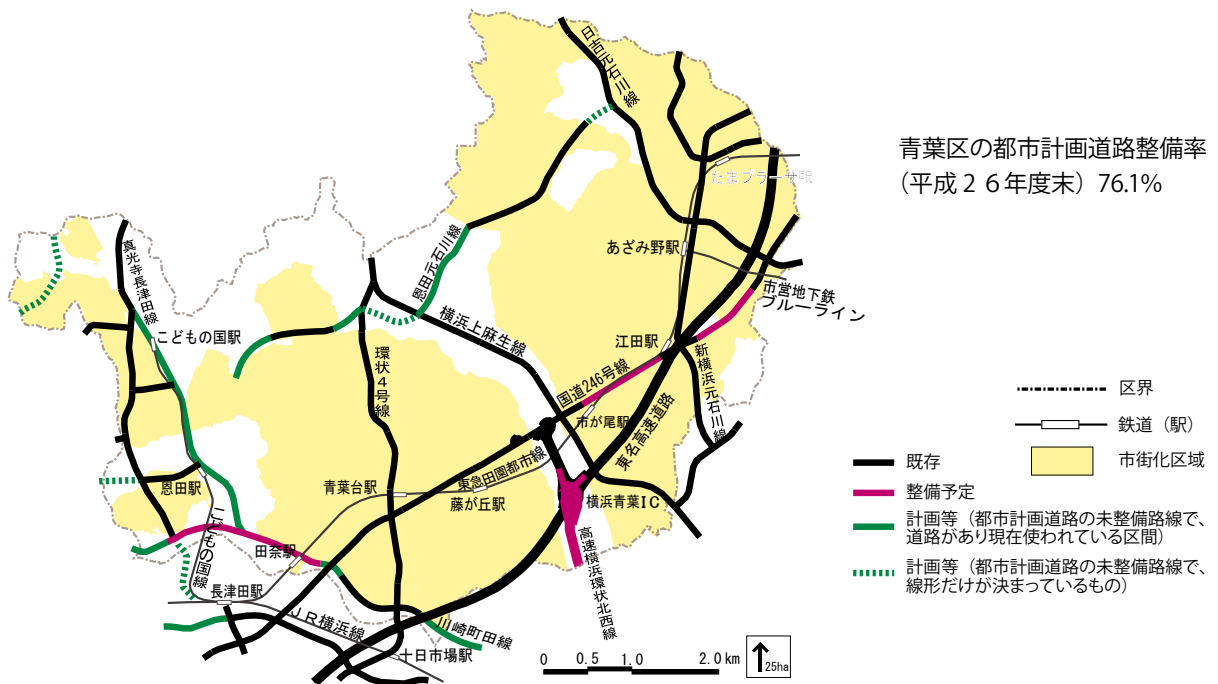 日吉元石川線
青葉区の都市計画道路整備率
(平成26年度末) 76.1%
たまプラーザ駅
あざみ野駅
真光寺長津田線
恩田元石川線
市営地下鉄
ブルーライン
こどもの国駅
横浜上麻生線
江田駅
環状4号線
国道246号線
新横浜元石川線
市が尾駅
東名高速道路
東急田園都市線
恩田駅
青葉台駅
藤が丘駅
横浜青葉IC
こどもの国線
田奈駅
高速横浜環状北西線
長津田駅
JR横浜線
川崎町田線
十日市場駅
区界
鉄道(駅)
市街化区域
既存
整備予定
計画等(都市計画道路の未整備路線で、
道路があり現在使われている区間)
計画等(都市計画道路の未整備路線で、
線形だけが決まっているもの)
0 0.5 1.0 2.0km
25ha